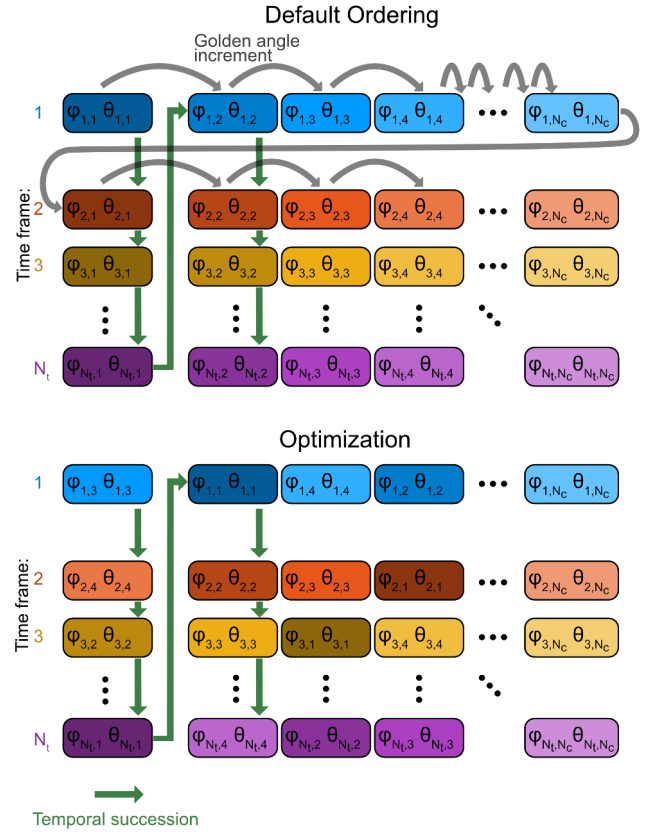 Default Ordering
Golden angle
increment
1 φ1,1 θ1,1 φ1,2 θ1,2 φ1,3 θ1,3 φ1,4 θ1,4 ••• φ1,Nc θ1,Nc
Time frame:
2 φ2,1 θ2,1 φ2,2 θ2,2 φ2,3 θ2,3 φ2,4 θ2,4 ••• φ2,Nc θ2,Nc
3 φ3,1 θ3,1 φ3,2 θ3,2 φ3,3 θ3,3 φ3,4 θ3,4 ••• φ3,Nc θ3,Nc
Nt φNt,1 θNt,1 φNt,2 θNt,2 φNt,3 θNt,3 φNt,4 θNt,4 φNt,Nc θNt,Nc
Optimization
1 φ1,3 θ1,3 φ1,1 θ1,1 φ1,4 θ1,4 φ1,2 θ1,2 ••• φ1,Nc θ1,Nc
Time frame:
2 φ2,4 θ2,4 φ2,2 θ2,2 φ2,3 θ2,3 φ2,1 θ2,1 ••• φ2,Nc θ2,Nc
3 φ3,2 θ3,2 φ3,3 θ3,3 φ3,1 θ3,1 φ3,4 θ3,4 ••• φ3,Nc θ3,Nc
Nt φNt,1 θNt,1 φNt,4 θNt,4 φNt,2 θNt,2 φNt,3 θNt,3 φNt,Nc θNt,Nc
Temporal succession